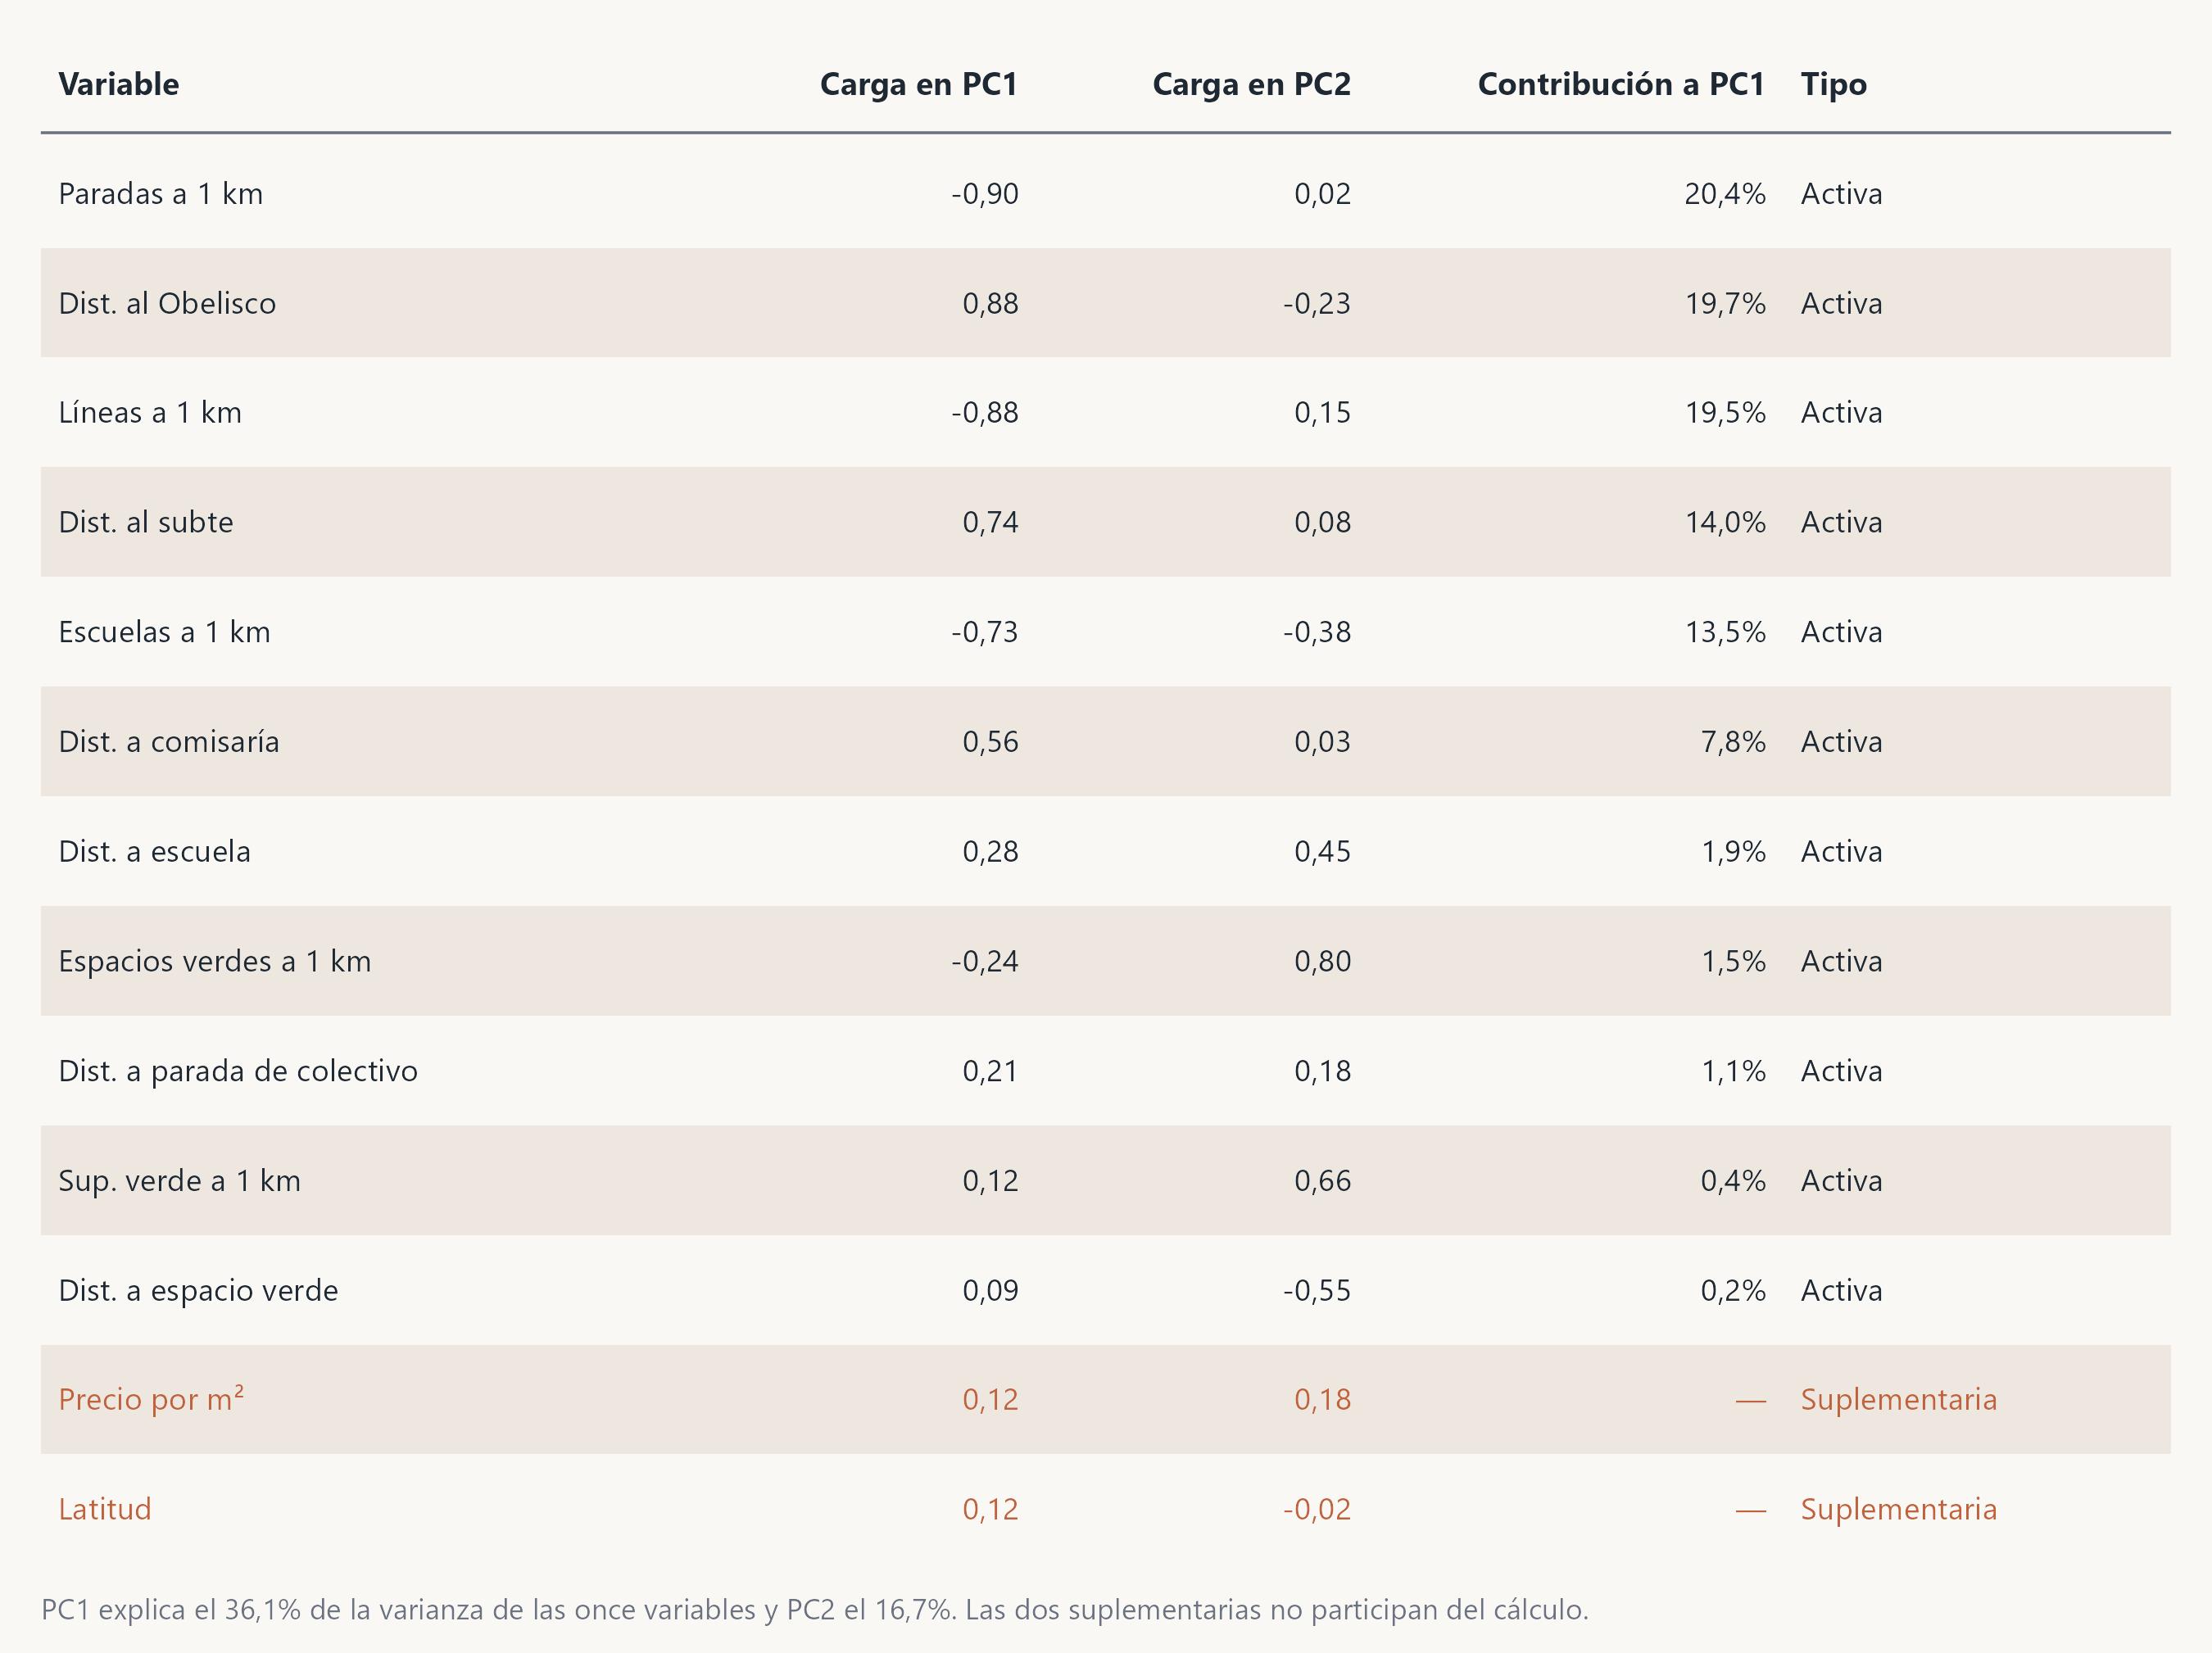 Variable Carga en PC1 Carga en PC2 Contribución a PC1 Tipo
Paradas a 1 km -0,90 0,02 20,4% Activa
Dist. al Obelisco 0,88 -0,23 19,7% Activa
Líneas a 1 km -0,88 0,15 19,5% Activa
Dist. al subte 0,74 0,08 14,0% Activa
Escuelas a 1 km -0,73 -0,38 13,5% Activa
Dist. a comisaría 0,56 0,03 7,8% Activa
Dist. a escuela 0,28 0,45 1,9% Activa
Espacios verdes a 1 km -0,24 0,80 1,5% Activa
Dist. a parada de colectivo 0,21 0,18 1,1% Activa
Sup. verde a 1 km 0,12 0,66 0,4% Activa
Dist. a espacio verde 0,09 -0,55 0,2% Activa
Precio por m² 0,12 0,18 — Suplementaria
Latitud 0,12 -0,02 — Suplementaria
PC1 explica el 36,1% de la varianza de las once variables y PC2 el 16,7%. Las dos suplementarias no participan del cálculo.